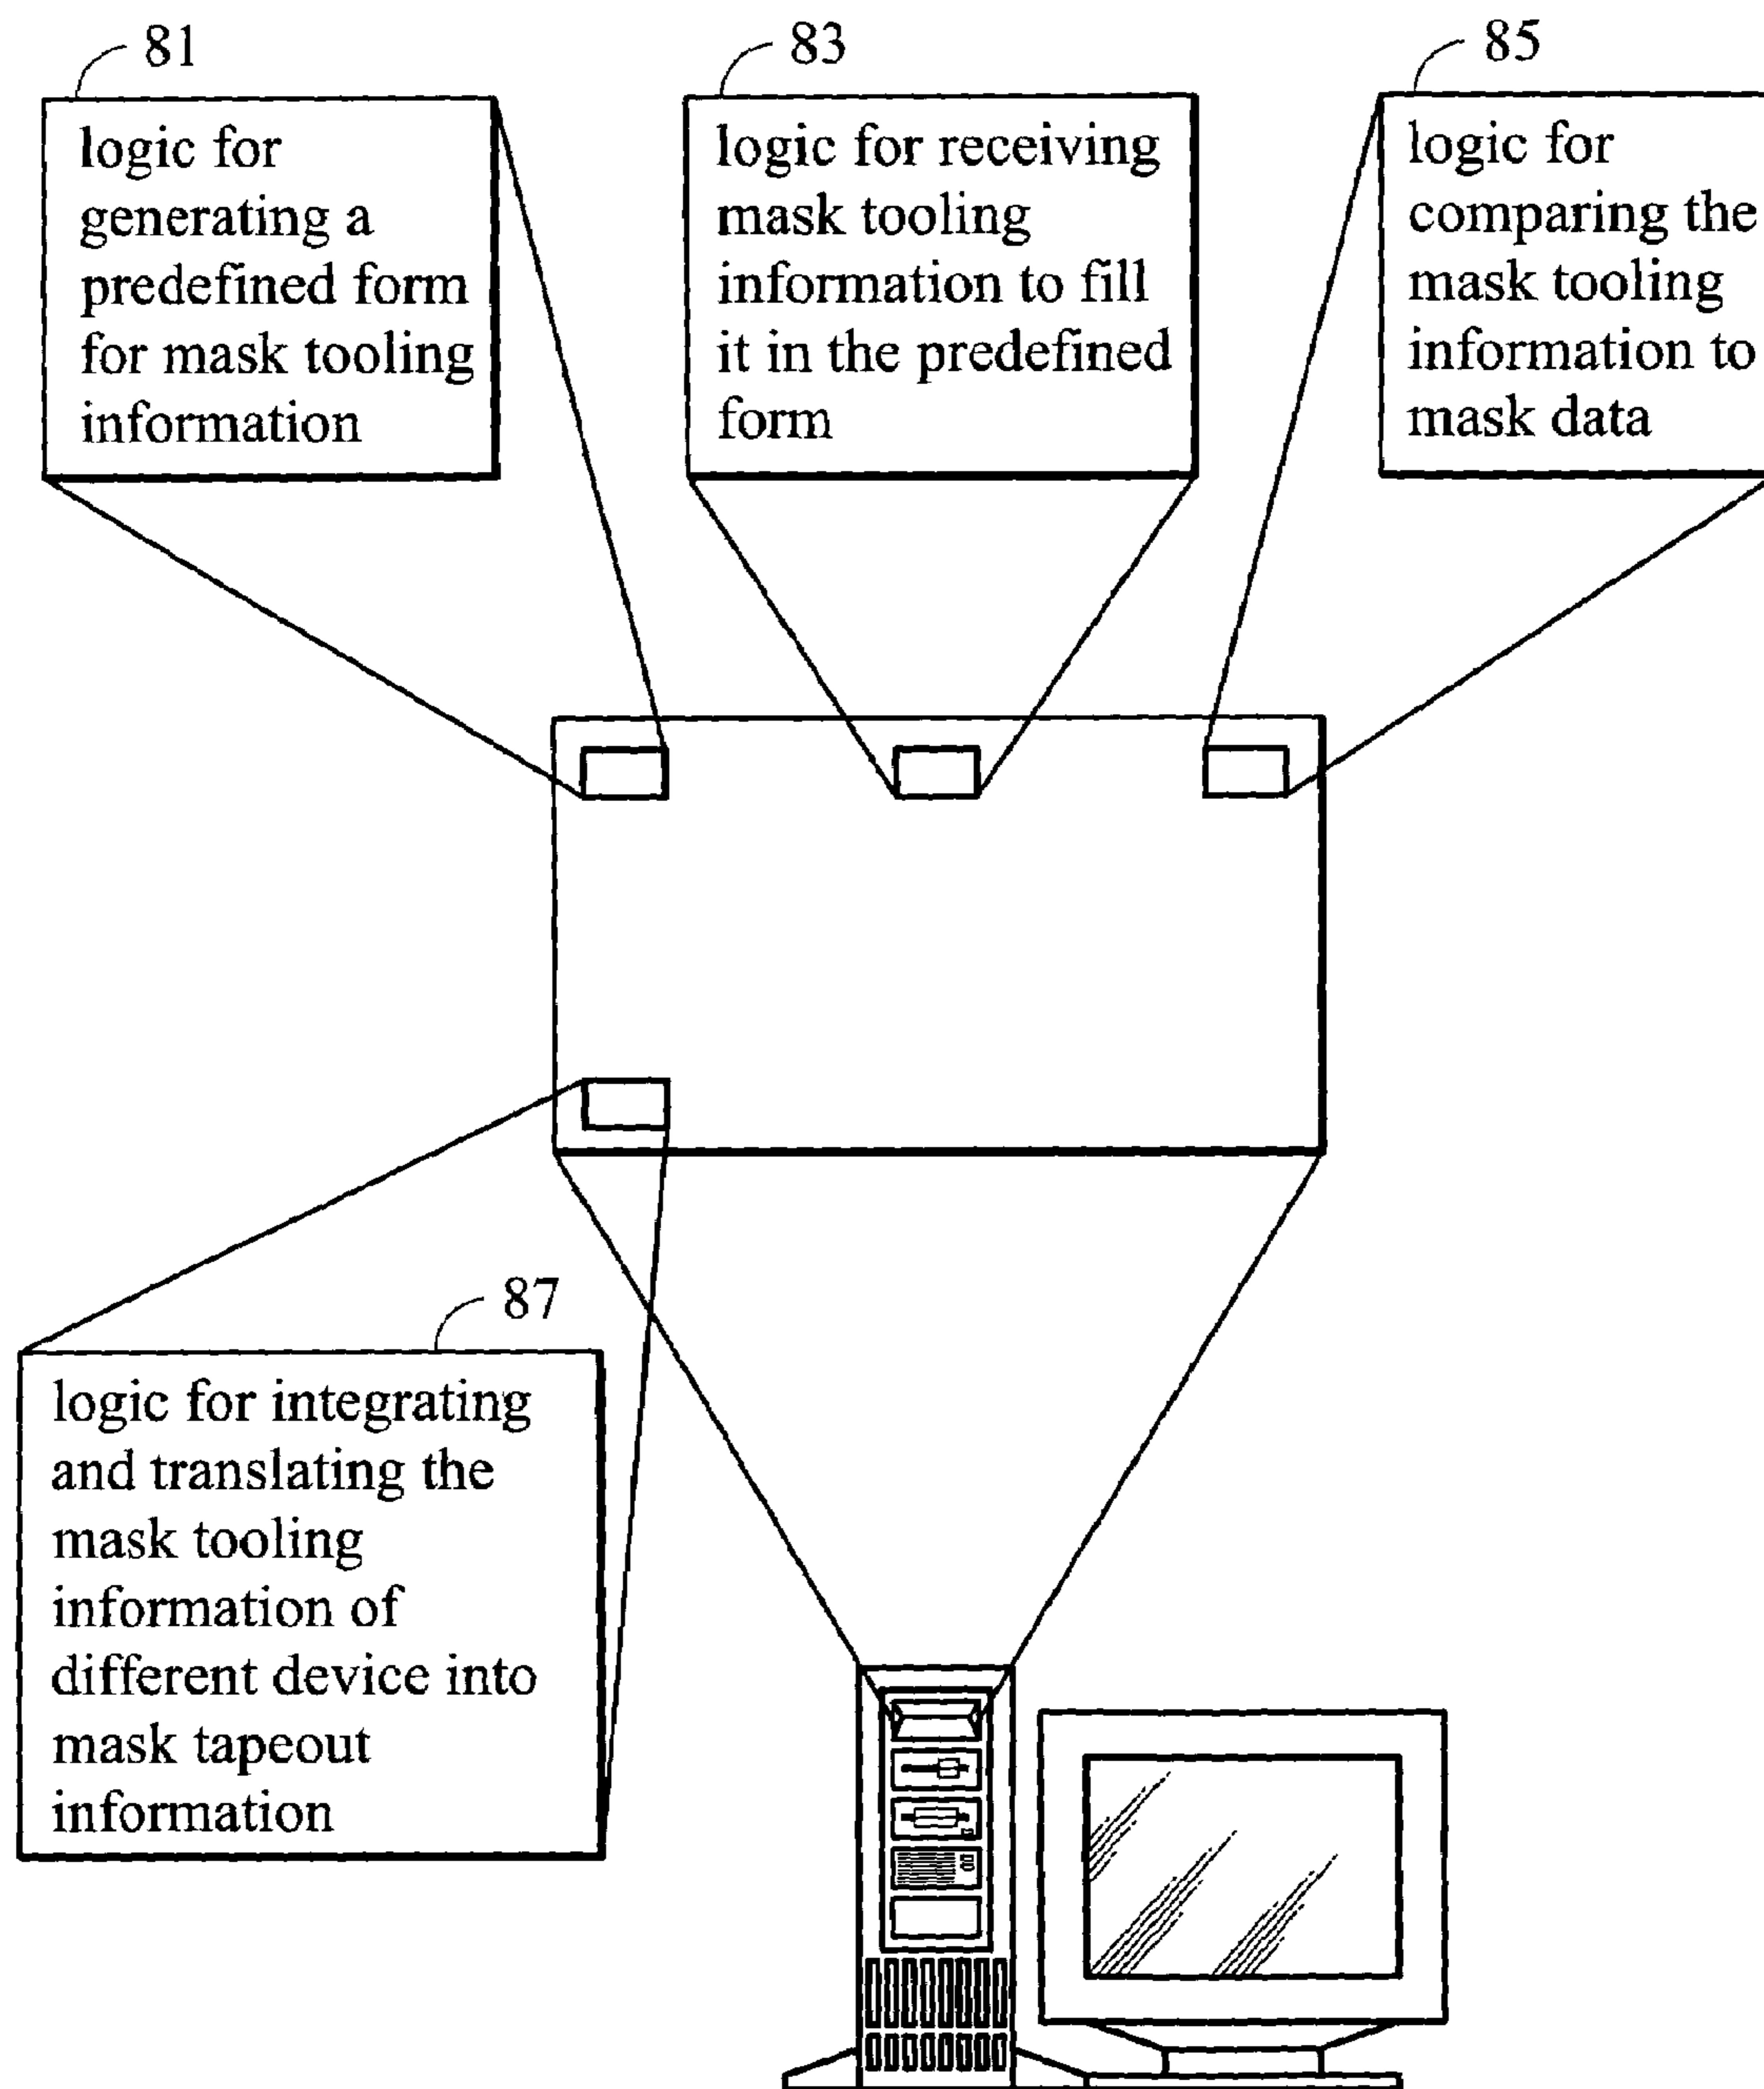 81
logic for
generating a
predefined form
for mask tooling
information
83
logic for receiving
mask tooling
information to fill
it in the predefined
form
85
logic for
comparing the
mask tooling
information to
mask data
87
logic for integrating
and translating the
mask tooling
information of
different device into
mask tapeout
information